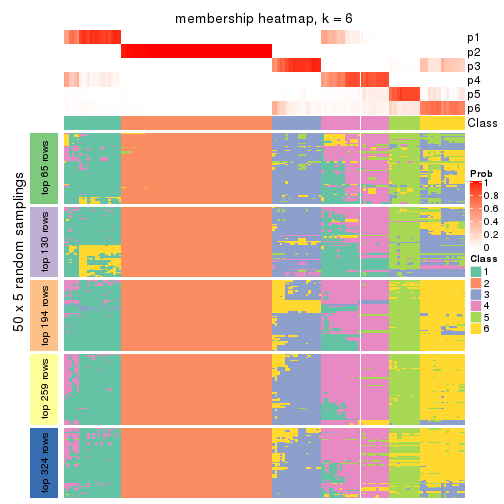 membership heatmap, k = 6
p1
p2
p3
p4
p5
p6
Class
50 x 5 random samplings
top 65 rows
top 130 rows
top 194 rows
top 259 rows
top 324 rows
Prob
1
0.8
0.6
0.4
0.2
0
Class
1
2
3
4
5
6